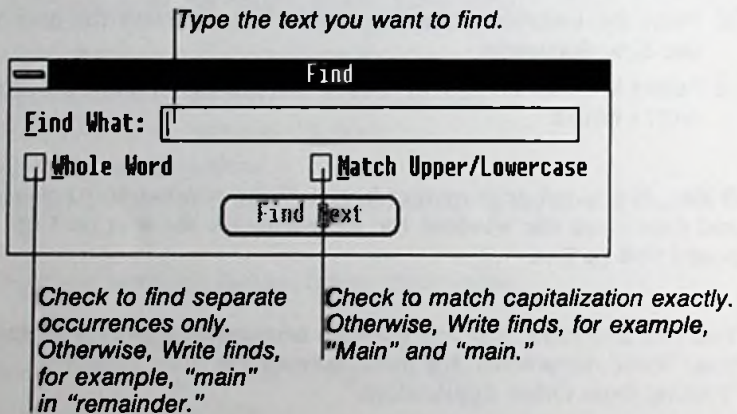 Type the text you want to find.
Find
Find What:
Whole Word Match Upper/Lowercase
Find Next
Check to find separate
occurrences only.
Otherwise, Write finds,
for example, “main”
in “remainder.”
Check to match capitalization exactly.
Otherwise, Write finds, for example,
“Main” and “main.”